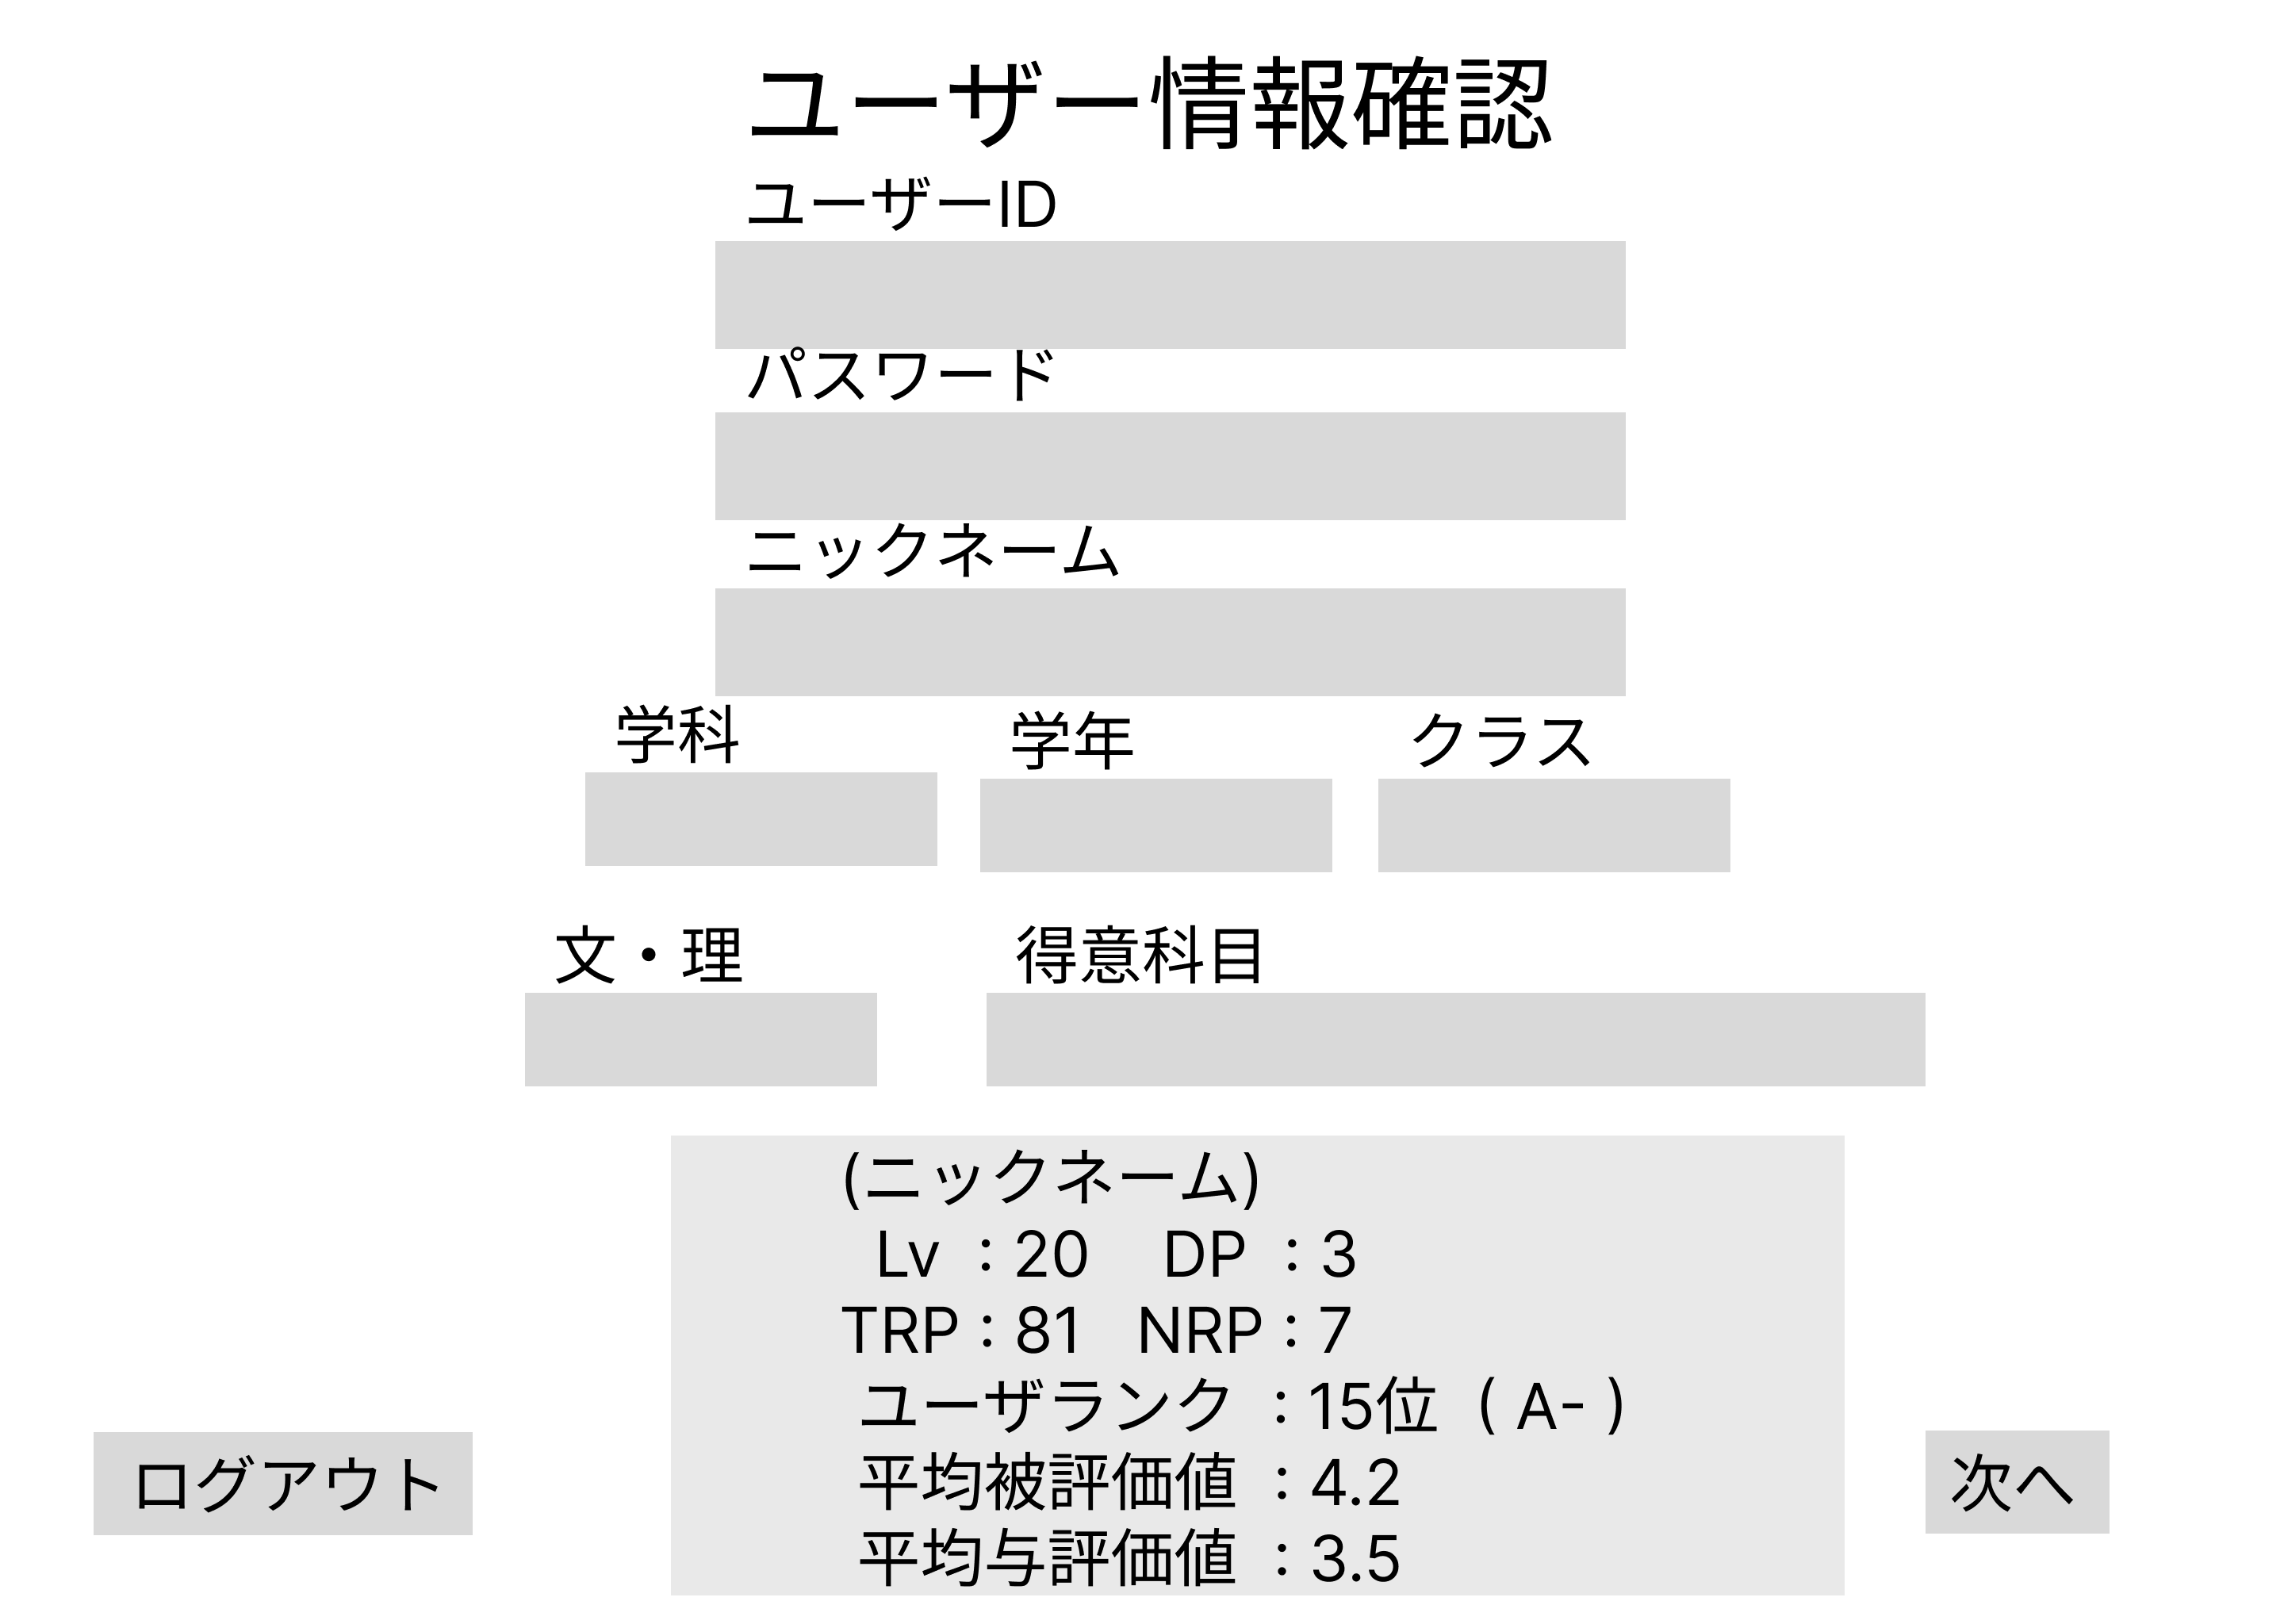 ユーザー情報確認
ユーザーID
パスワード
ニックネーム
学科 学年 クラス
文・理 得意科目
(ニックネーム)
Lv : 20 DP : 3
TRP : 81 NRP : 7
ユーザランク : 15位 ( A- )
平均被評価値 : 4.2
平均与評価値 : 3.5
ログアウト 次へ